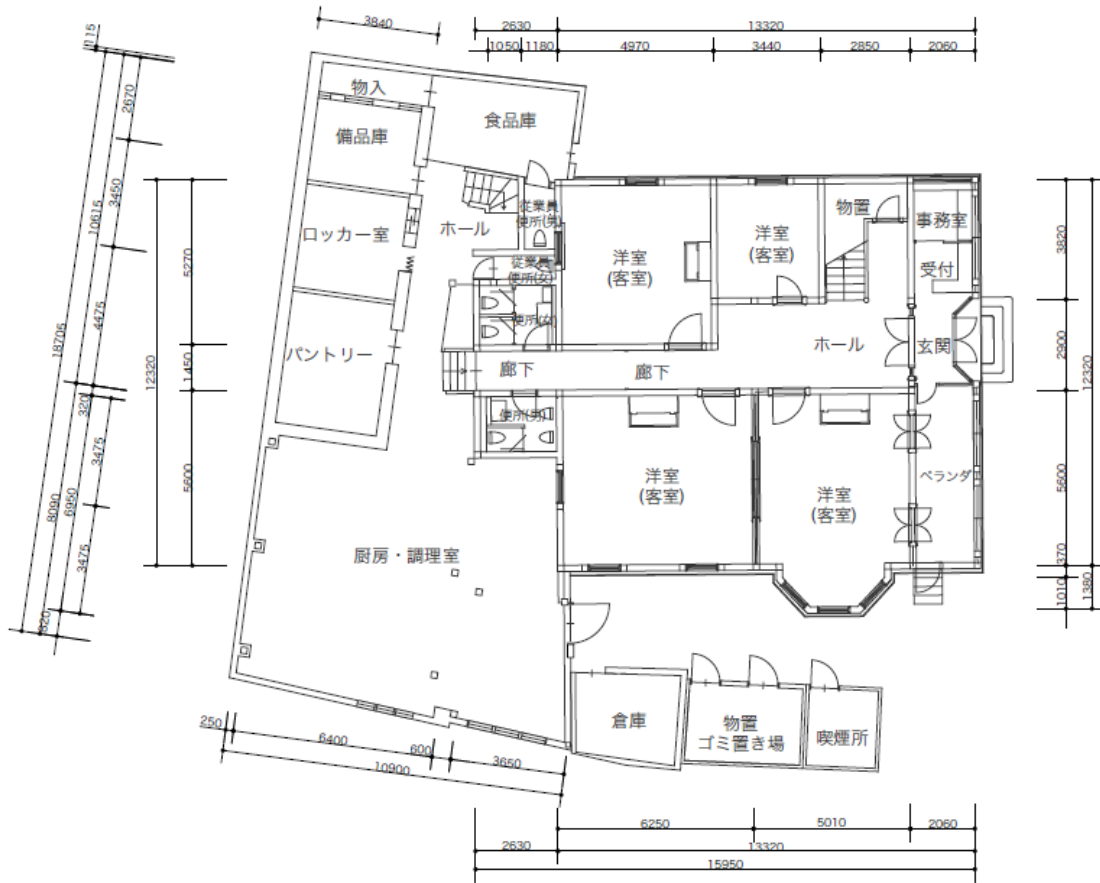 3840
2630
13320
1050
1180
4970
3440
2850
2060
115
2670
3450
10615
4475
18705
320
3475
6950
8090
3475
820
5270
1450
12320
5600
物入
備品庫
食品庫
ロッカー室
ホール
従業員
便所(男)
従業員
便所(女)
便所(女)
パントリー
洋室
(客室)
洋室
(客室)
物置
事務室
受付
ホール
玄関
廊下
廊下
便所(男)
洋室
(客室)
洋室
(客室)
ベランダ
厨房・調理室
倉庫
物置
ゴミ置き場
喫煙所
3820
2900
12320
5600
370
1010
1380
250
6400
600
3650
10900
6250
5010
2060
2630
13320
15950